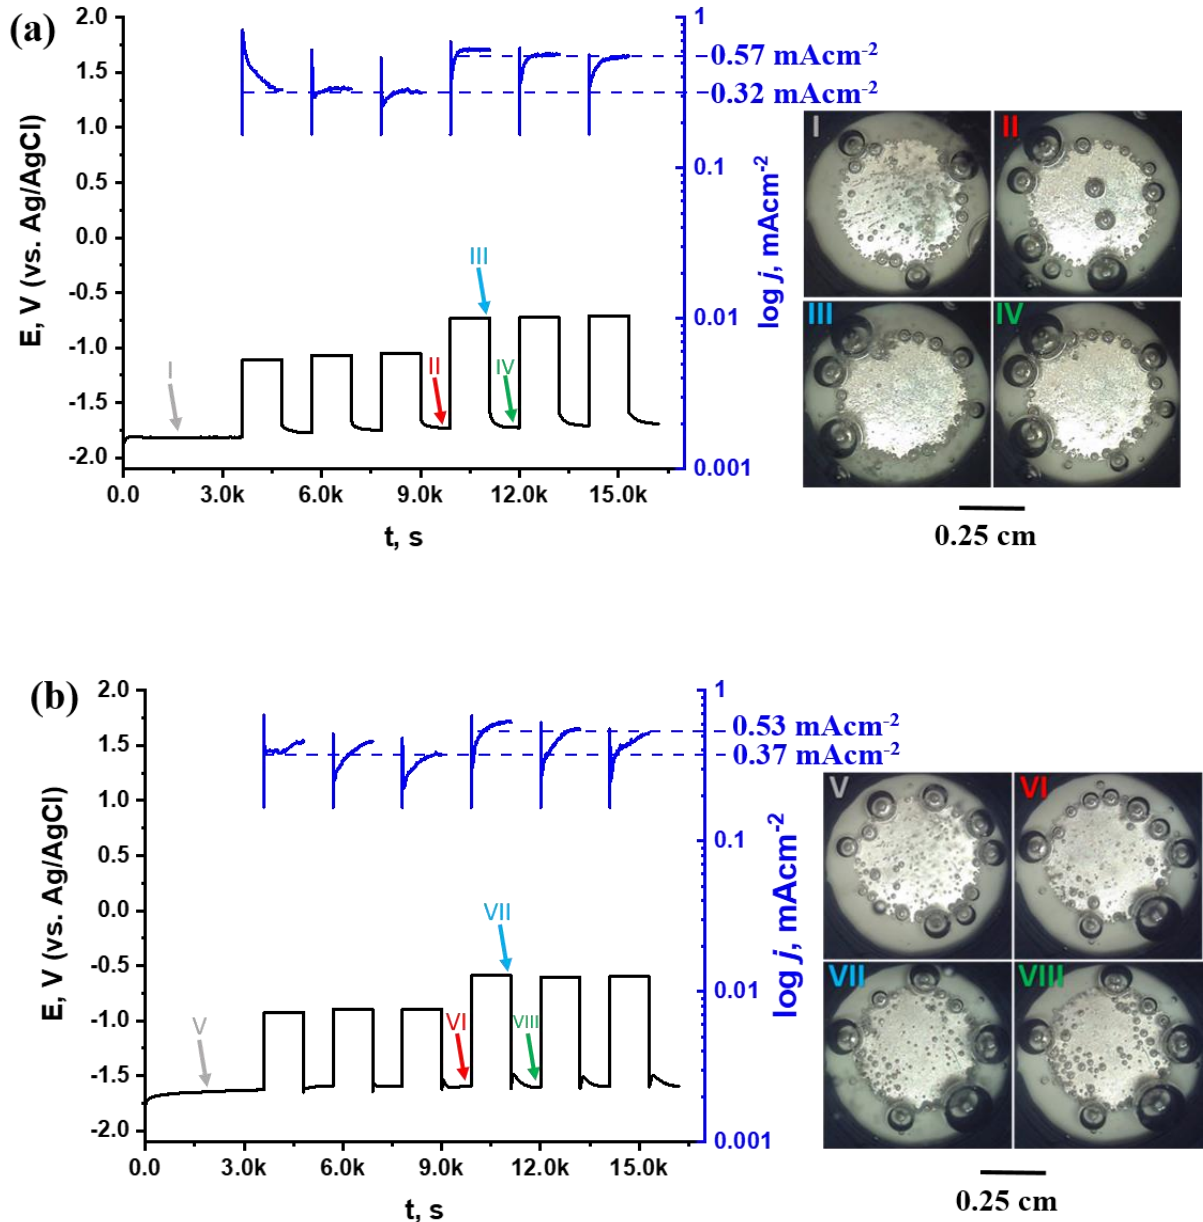 (a)
2.0
1.5
1.0
0.5
0.0
-0.5
-1.0
-1.5
-2.0
E, V (vs. Ag/AgCl)
0.0 3.0k 6.0k 9.0k 12.0k 15.0k
t, s
1
0.1
0.01
0.001
log j, mAcm-2
0.57 mAcm-2
0.32 mAcm-2
I
II
III
IV
I
II
III
IV
0.25 cm
(b)
2.0
1.5
1.0
0.5
0.0
-0.5
-1.0
-1.5
-2.0
E, V (vs. Ag/AgCl)
0.0 3.0k 6.0k 9.0k 12.0k 15.0k
t, s
1
0.1
0.01
0.001
log j, mAcm-2
0.53 mAcm-2
0.37 mAcm-2
V
VI
VII
VIII
V
VI
VII
VIII
0.25 cm